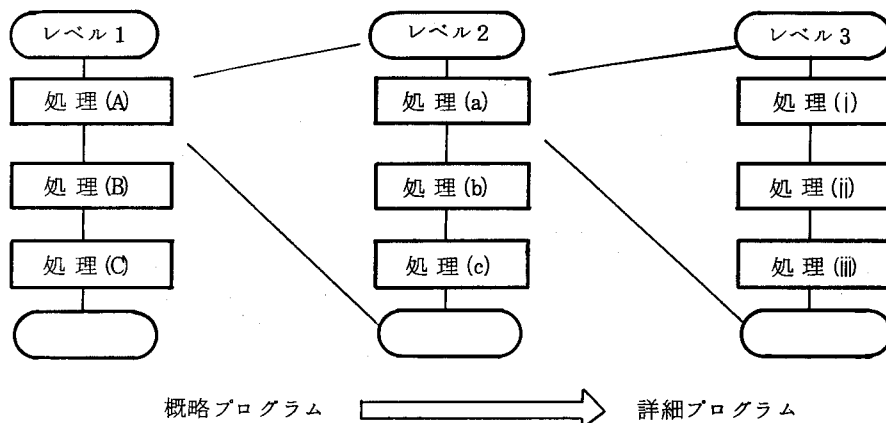 レベル1
処理(A)
処理(B)
処理(C)
レベル2
処理(a)
処理(b)
処理(c)
レベル3
処理(i)
処理(ii)
処理(iii)
概略プログラム
詳細プログラム